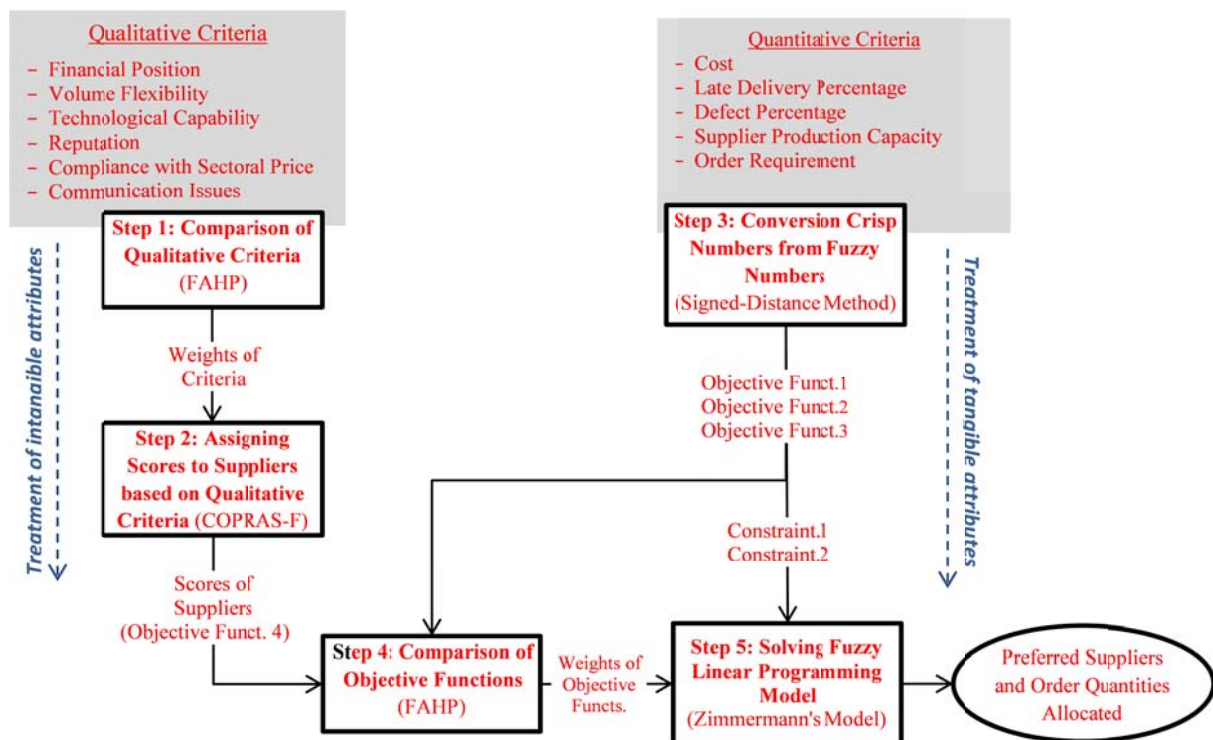 Qualitative Criteria
- Financial Position
- Volume Flexibility
- Technological Capability
- Reputation
- Compliance with Sectoral Price
- Communication Issues
Quantitative Criteria
- Cost
- Late Delivery Percentage
- Defect Percentage
- Supplier Production Capacity
- Order Requirement
Treatment of intanaible attributes
Step 1: Comparison of
Qualitative Criteria
(FAHP)
Weights of
Criteria
Step 2: Assigning
Scores to Suppliers
based on Qualitative
Criteria (COPRAS-F)
Scores of
Suppliers
(Objective Funct. 4)
Step 3: Conversion Crisp
Numbers from Fuzzy
Numbers
(Signed-Distance Method)
Treatment of tangible attributes
Objective Funct.1
Objective Funct.2
Objective Funct.3
Constraint.1
Constraint.2
Step 4: Comparison of
Objective Functions
(FAHP)
Weights of
Objective
Functs.
Step 5: Solving Fuzzy
Linear Programming
Model
(Zimmermann's Model)
Preferred Suppliers
and Order Quantities
Allocated